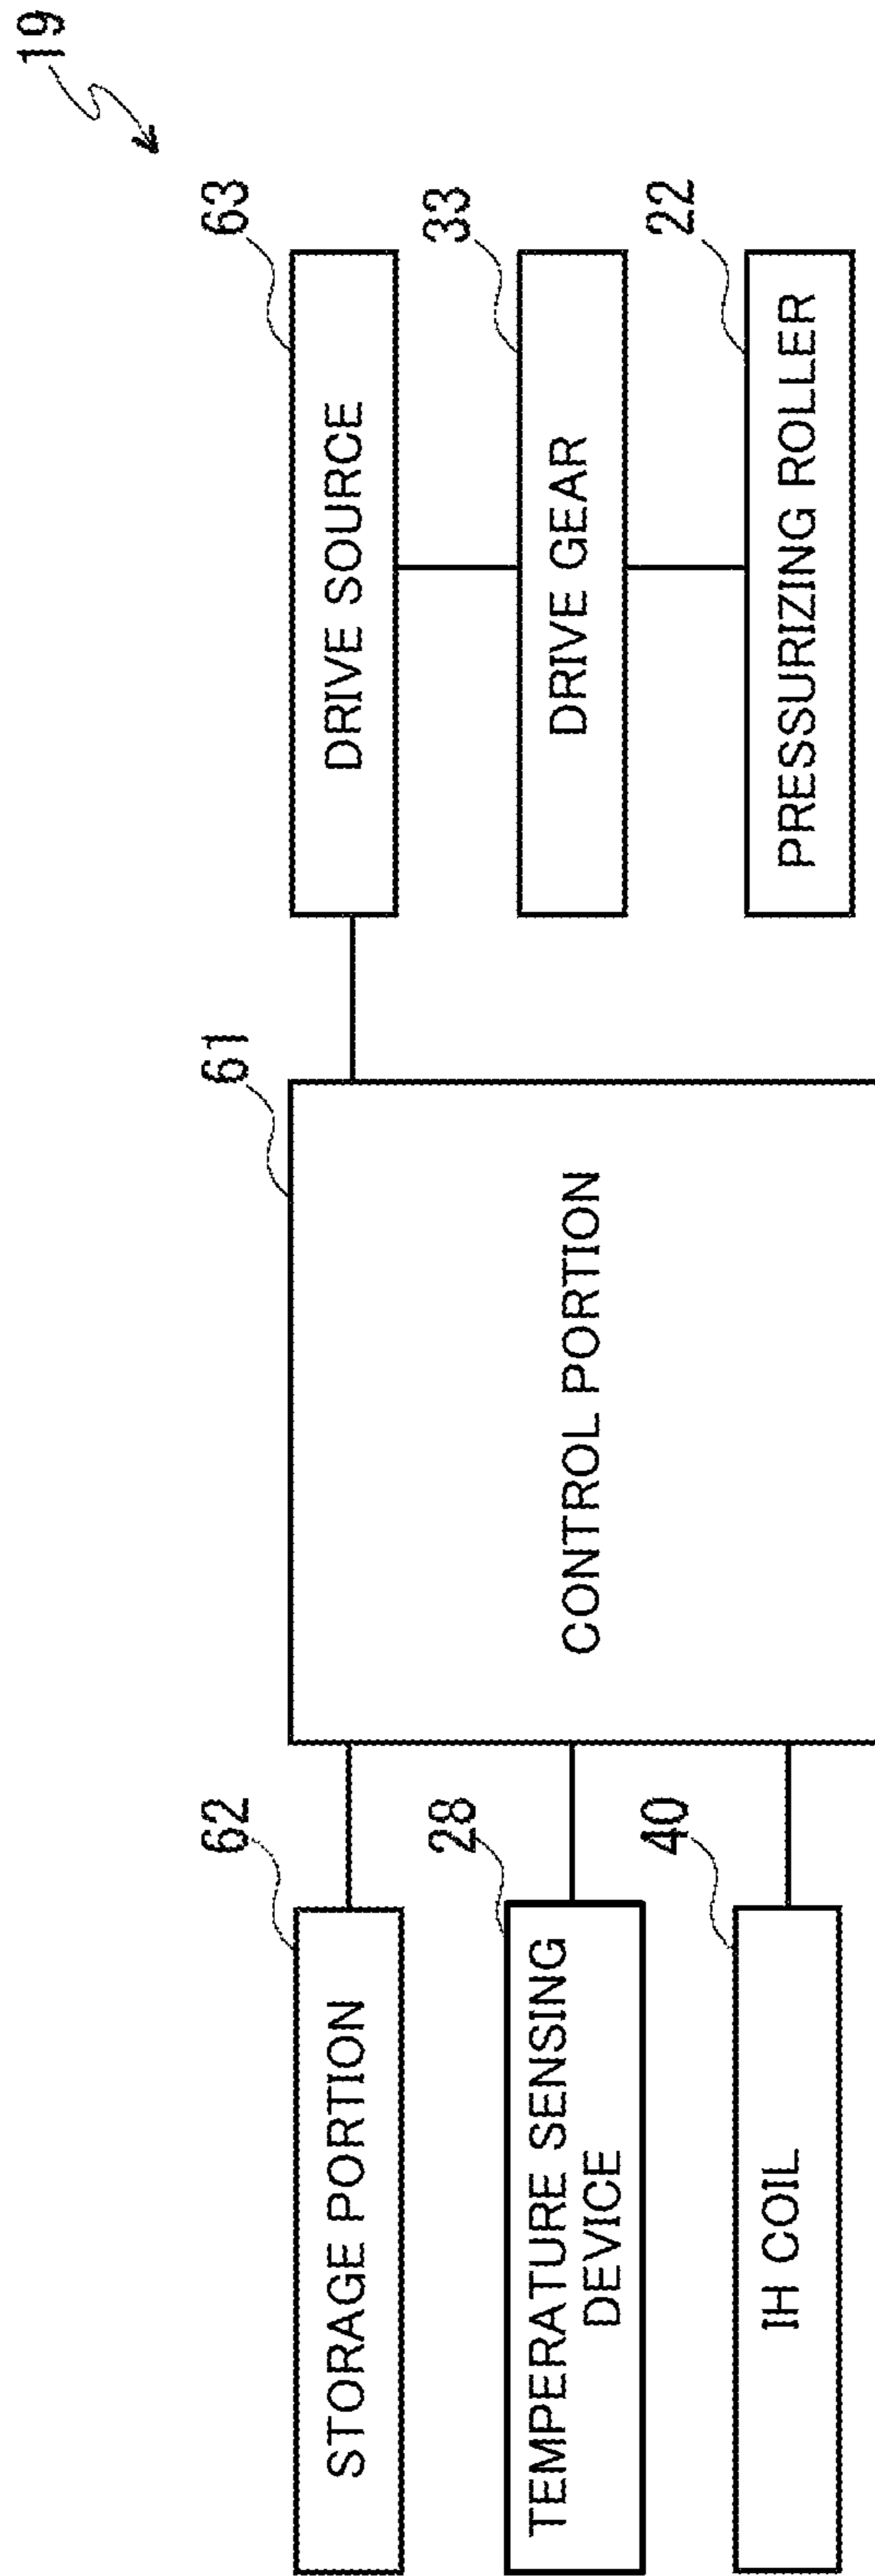 19
62
STORAGE PORTION
28
TEMPERATURE SENSING
DEVICE
40
IH COIL
61
CONTROL PORTION
63
DRIVE SOURCE
33
DRIVE GEAR
22
PRESSURIZING ROLLER